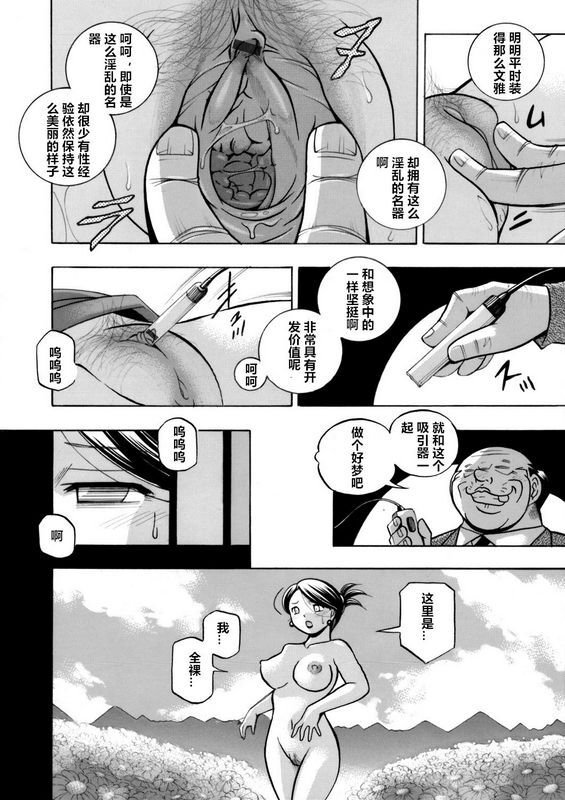 明明平时装
得那么文雅
却拥有这么
淫乱的名器
啊
呵呵，即使是
这么淫乱的名
器
却很少有性经
验依然保持这
么美丽的样子
和想象中的
一样坚挺啊
非常具有开
发价值呢
呵呵
呜呜呜
就和这个
吸引器一
起
做个好梦吧
呜呜呜
啊
这里是…
我…
全裸